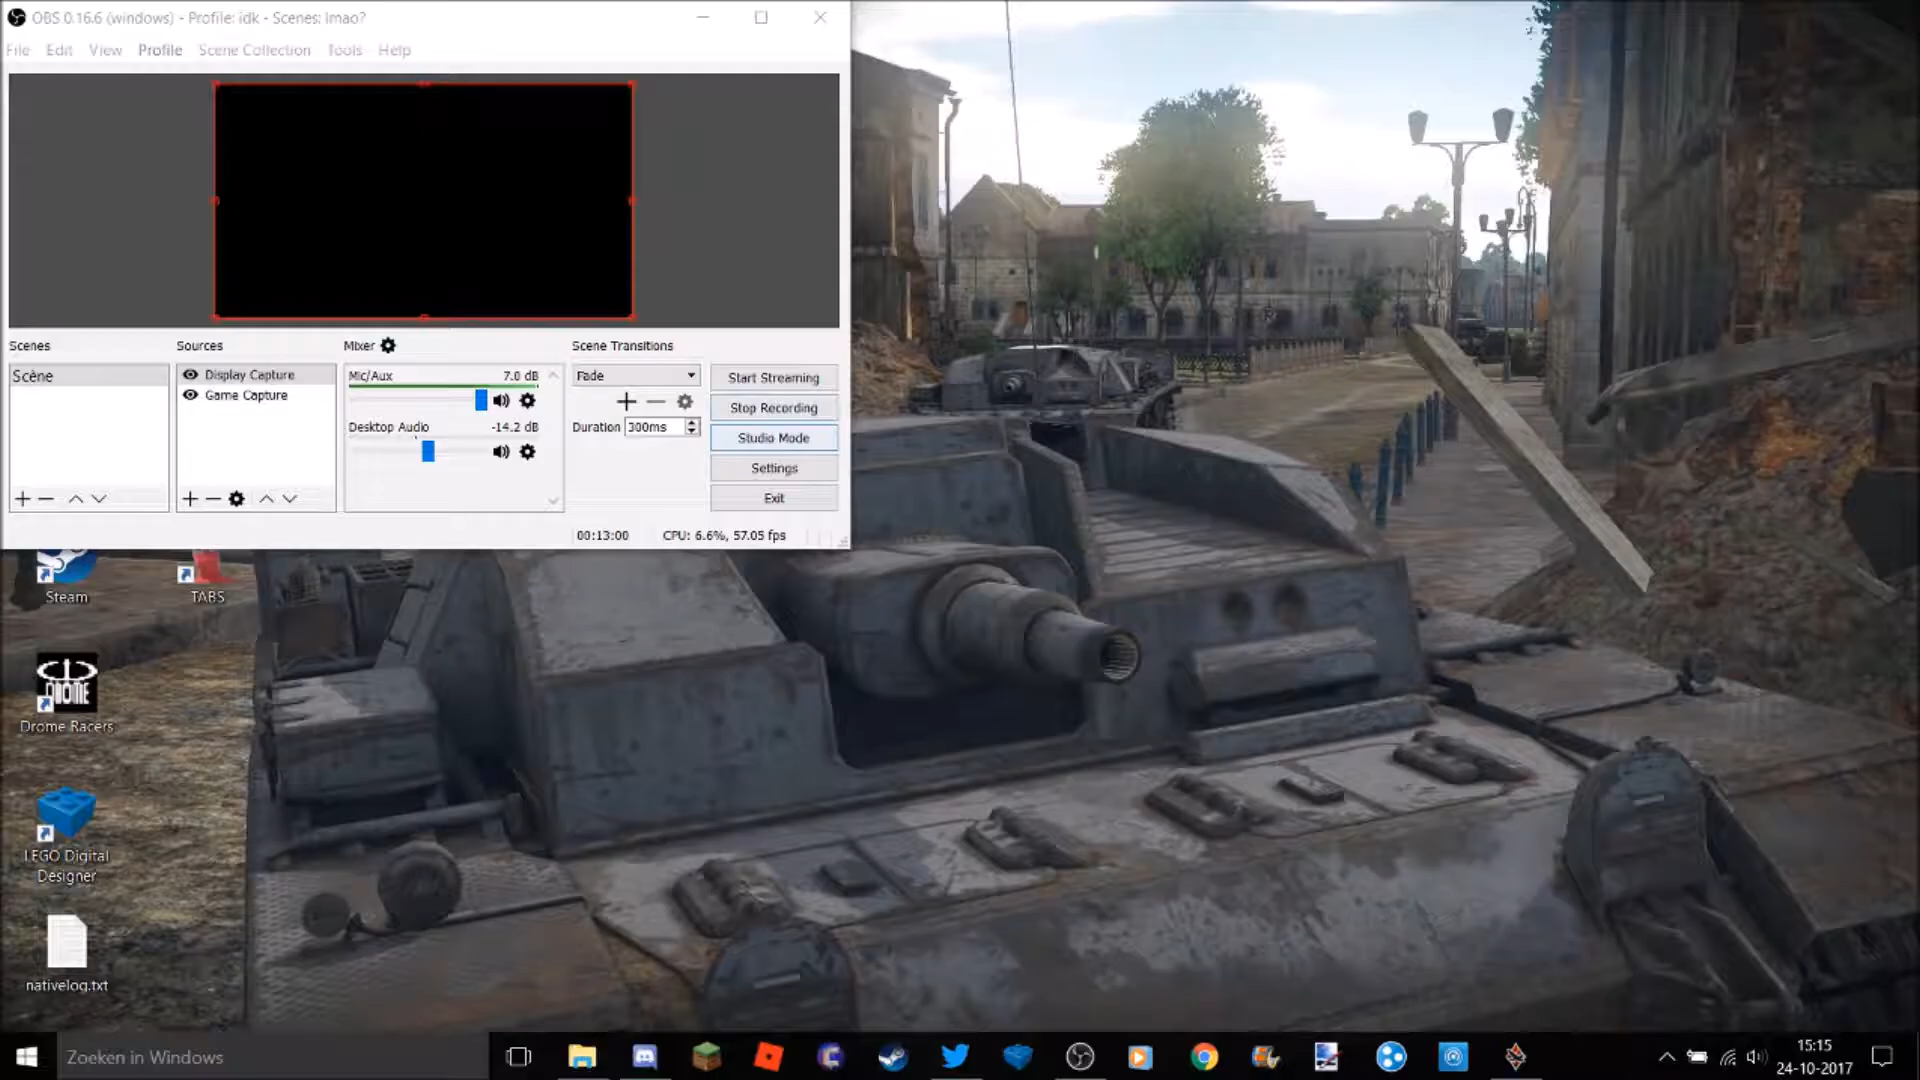 OBS 0.16.6 (windows) - Profile: idk - Scenes: lmao?
File Edit View Profile Scene Collection Tools Help
Scenes
Sources
Mixer
Scene Transitions
Scène
Display Capture
Game Capture
Mic/Aux 7.0 dB
Desktop Audio -14.2 dB
Fade
Duration 300ms
Start Streaming
Stop Recording
Studio Mode
Settings
Exit
00:13:00 CPU: 6.6%, 57.05 fps
Steam
TABS
DROME
Drome Racers
LEGO Digital
Designer
nativelog.txt
Zoeken in Windows
15:15
24-10-2017